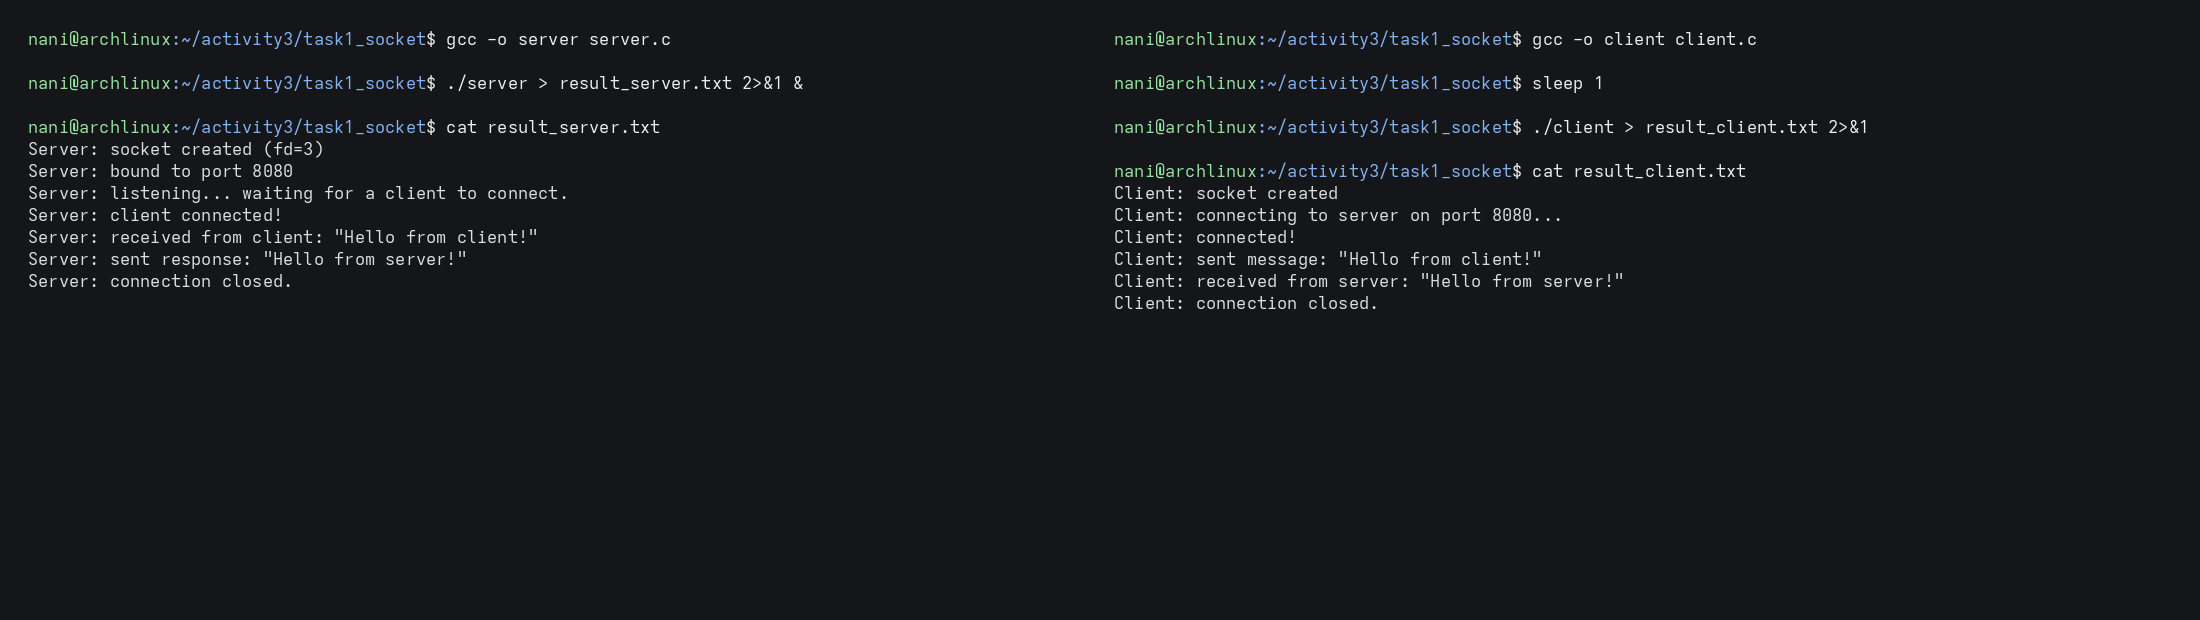 nani@archlinux:~/activity3/task1_socket$ gcc -o server server.c
nani@archlinux:~/activity3/task1_socket$ ./server > result_server.txt 2>&1 &
nani@archlinux:~/activity3/task1_socket$ cat result_server.txt
Server: socket created (fd=3)
Server: bound to port 8080
Server: listening... waiting for a client to connect.
Server: client connected!
Server: received from client: "Hello from client!"
Server: sent response: "Hello from server!"
Server: connection closed.
nani@archlinux:~/activity3/task1_socket$ gcc -o client client.c
nani@archlinux:~/activity3/task1_socket$ sleep 1
nani@archlinux:~/activity3/task1_socket$ ./client > result_client.txt 2>&1
nani@archlinux:~/activity3/task1_socket$ cat result_client.txt
Client: socket created
Client: connecting to server on port 8080...
Client: connected!
Client: sent message: "Hello from client!"
Client: received from server: "Hello from server!"
Client: connection closed.